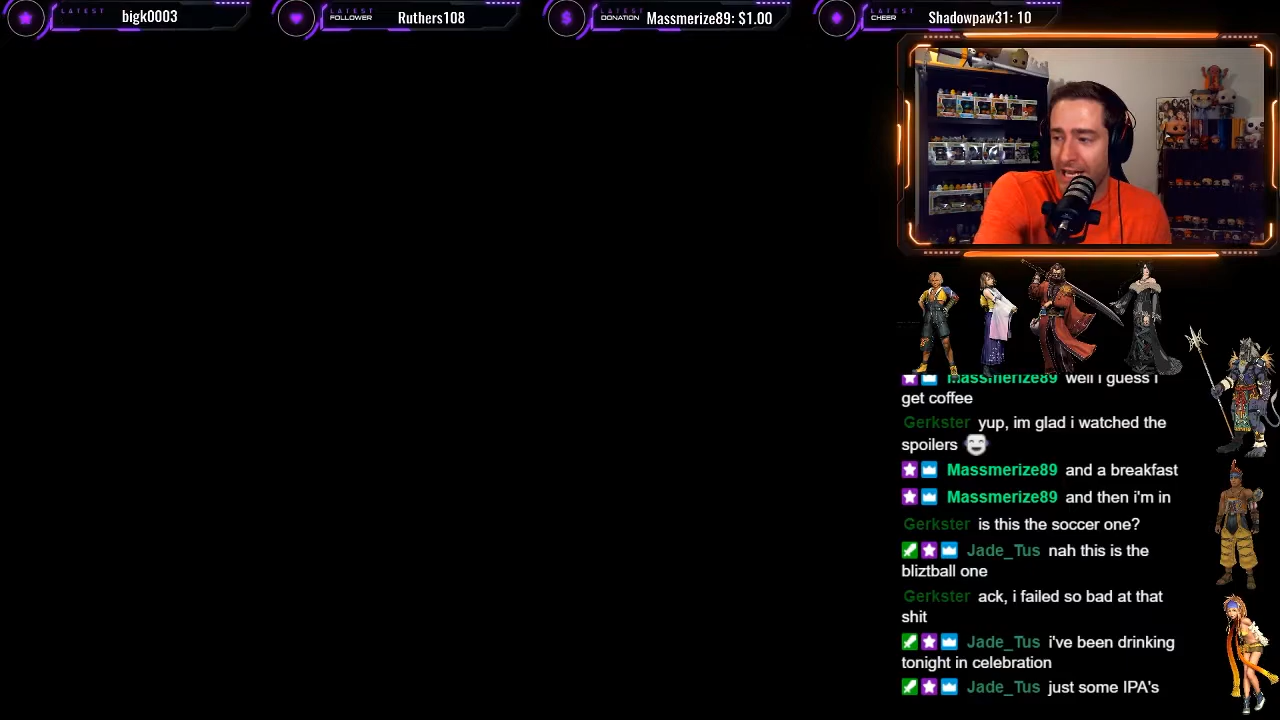 LATEST
bigk0003
LATEST
FOLLOWER
Ruthers108
LATEST
DONATION
Massmerize89: $1.00
LATEST
CHEER
Shadowpaw31: 10
Massmerize89 well i guess i
get coffee
Gerkster yup, im glad i watched the
spoilers
Massmerize89 and a breakfast
Massmerize89 and then i'm in
Gerkster is this the soccer one?
Jade_Tus nah this is the
bliztball one
Gerkster ack, i failed so bad at that
shit
Jade_Tus i've been drinking
tonight in celebration
Jade_Tus just some IPA's